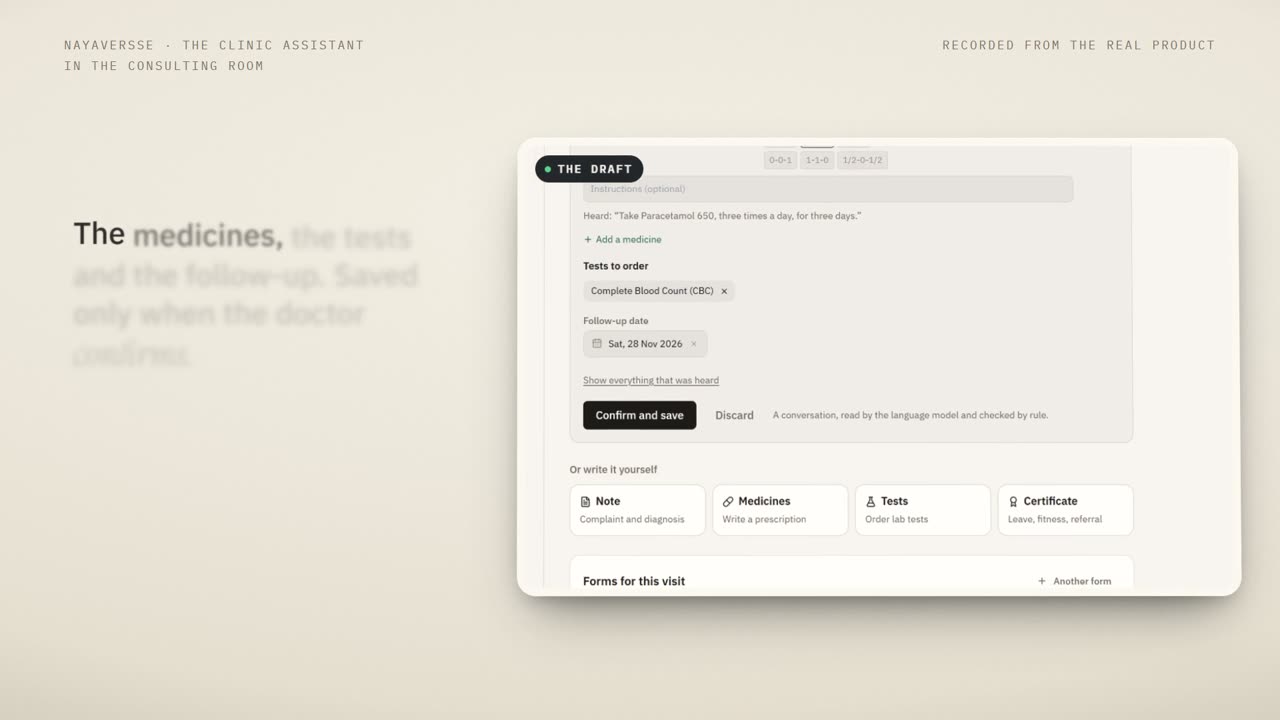 NAYAVERSSE · THE CLINIC ASSISTANT
IN THE CONSULTING ROOM
RECORDED FROM THE REAL PRODUCT
The medicines, the tests
and the follow-up. Saved
only when the doctor
confirms.
THE DRAFT
0-0-1 1-1-0 1/2-0-1/2
Instructions (optional)
Heard: “Take Paracetamol 650, three times a day, for three days.”
+ Add a medicine
Tests to order
Complete Blood Count (CBC) ×
Follow-up date
Sat, 28 Nov 2026 ×
Show everything that was heard
Confirm and save Discard A conversation, read by the language model and checked by rule.
Or write it yourself
Note Medicines Tests Certificate
Complaint and diagnosis Write a prescription Order lab tests Leave, fitness, referral
Forms for this visit + Another form